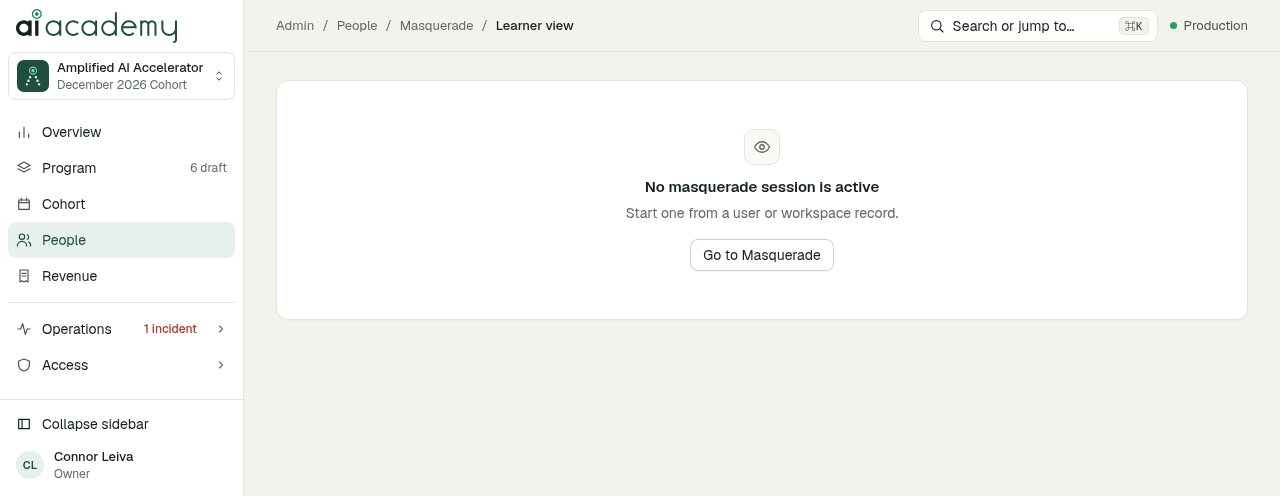 ai academy
Amplified AI Accelerator
December 2026 Cohort
Overview
Program 6 draft
Cohort
People
Revenue
Operations 1 incident
Access
Collapse sidebar
CL
Connor Leiva
Owner
Admin / People / Masquerade / Learner view
Search or jump to... ⌘K
Production
No masquerade session is active
Start one from a user or workspace record.
Go to Masquerade